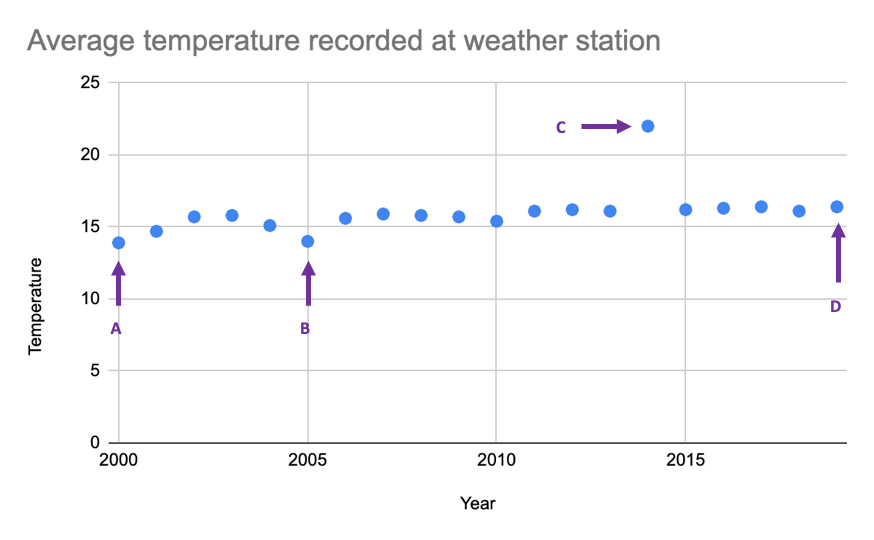 Average temperature recorded at weather station
25
20
15
10
5
0
Temperature
C
A
B
D
2000
2005
2010
2015
Year